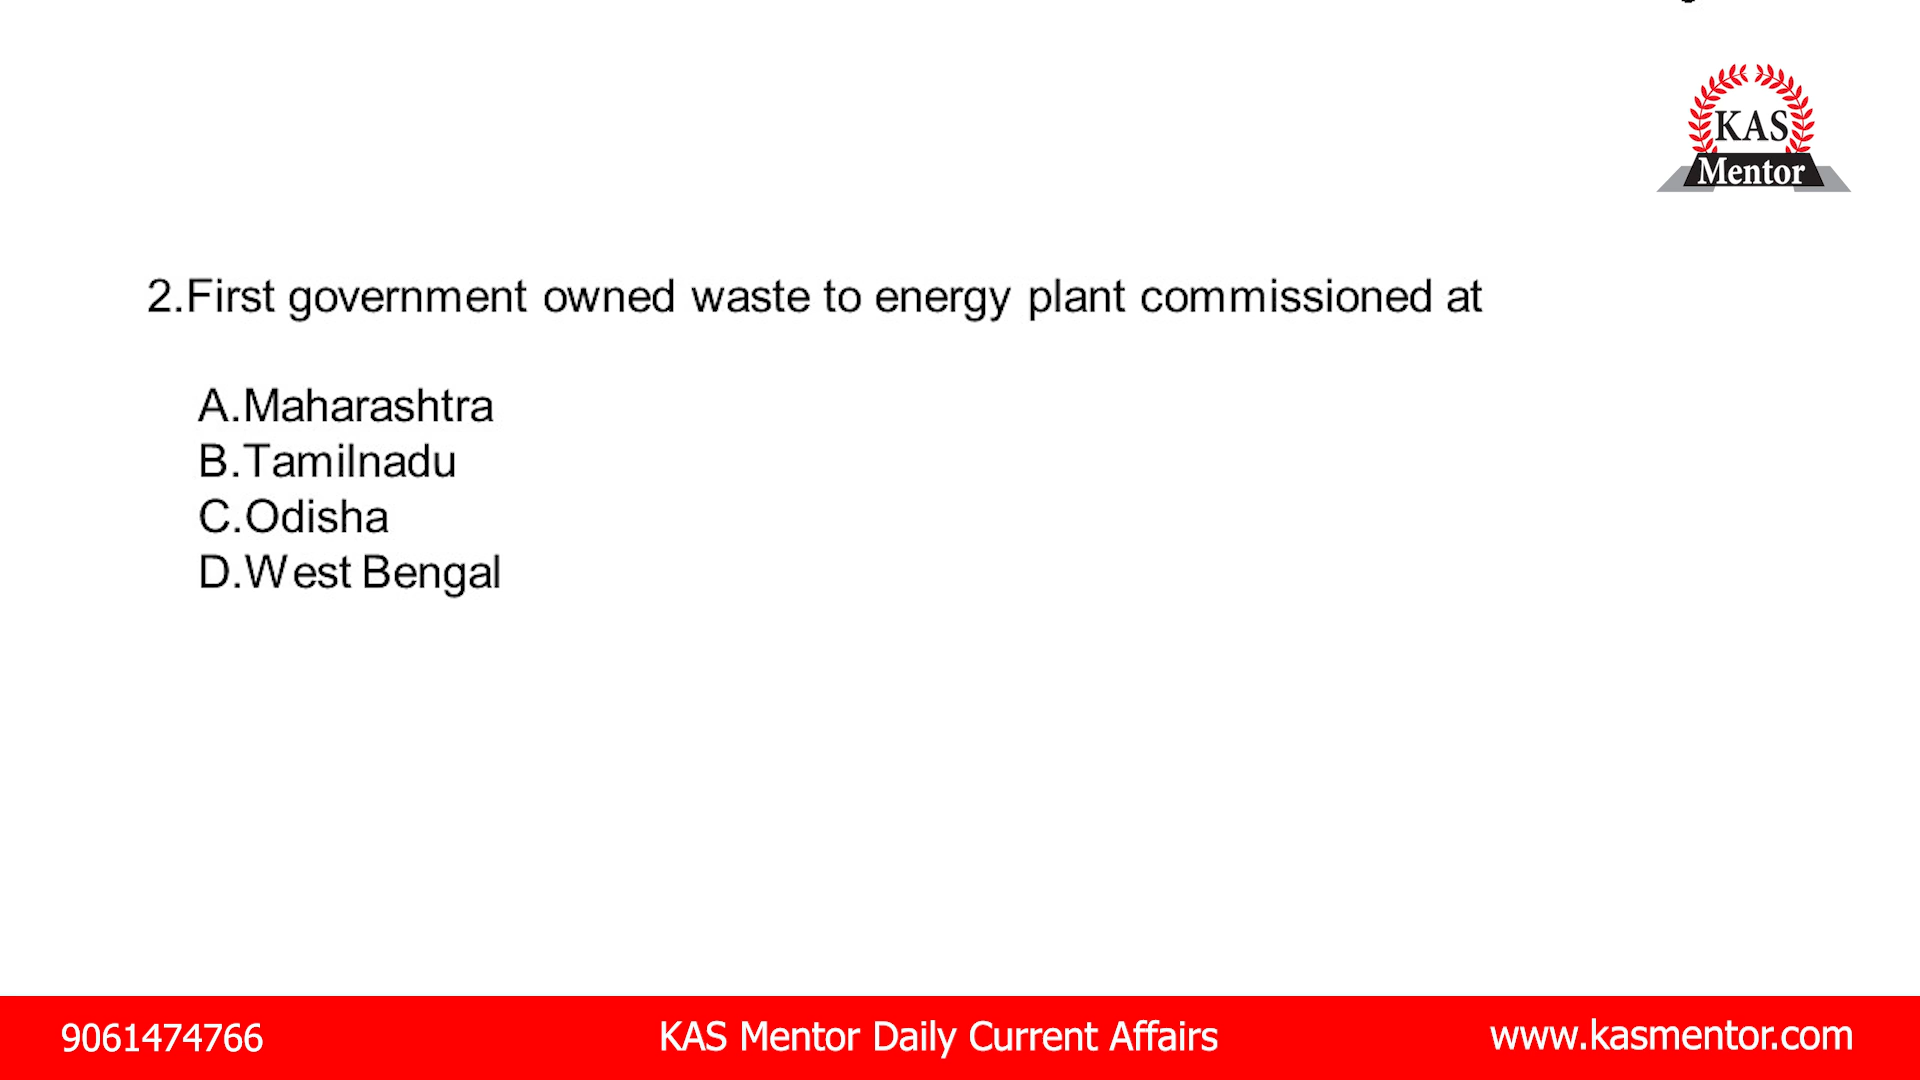 KAS
Mentor
2.First government owned waste to energy plant commissioned at
A.Maharashtra
B.Tamilnadu
C.Odisha
D.West Bengal
9061474766
KAS Mentor Daily Current Affairs
www.kasmentor.com